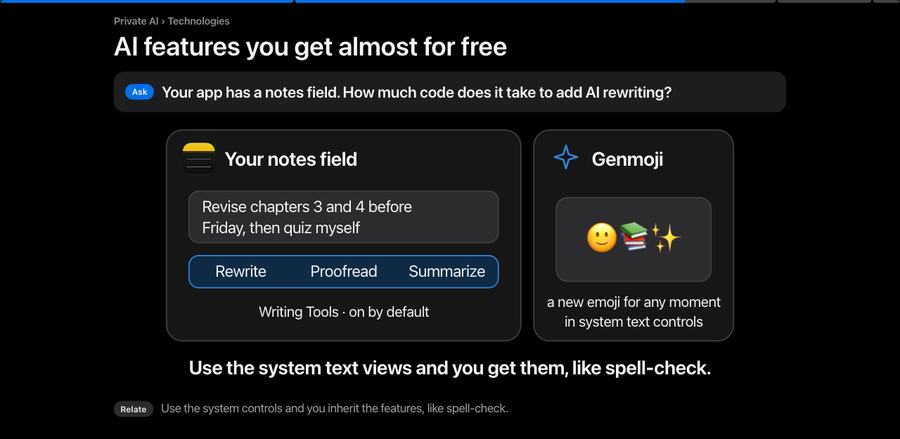 Private AI › Technologies
AI features you get almost for free
Ask Your app has a notes field. How much code does it take to add AI rewriting?
Your notes field
Revise chapters 3 and 4 before
Friday, then quiz myself
Rewrite Proofread Summarize
Writing Tools · on by default
Genmoji
a new emoji for any moment
in system text controls
Use the system text views and you get them, like spell-check.
Relate Use the system controls and you inherit the features, like spell-check.